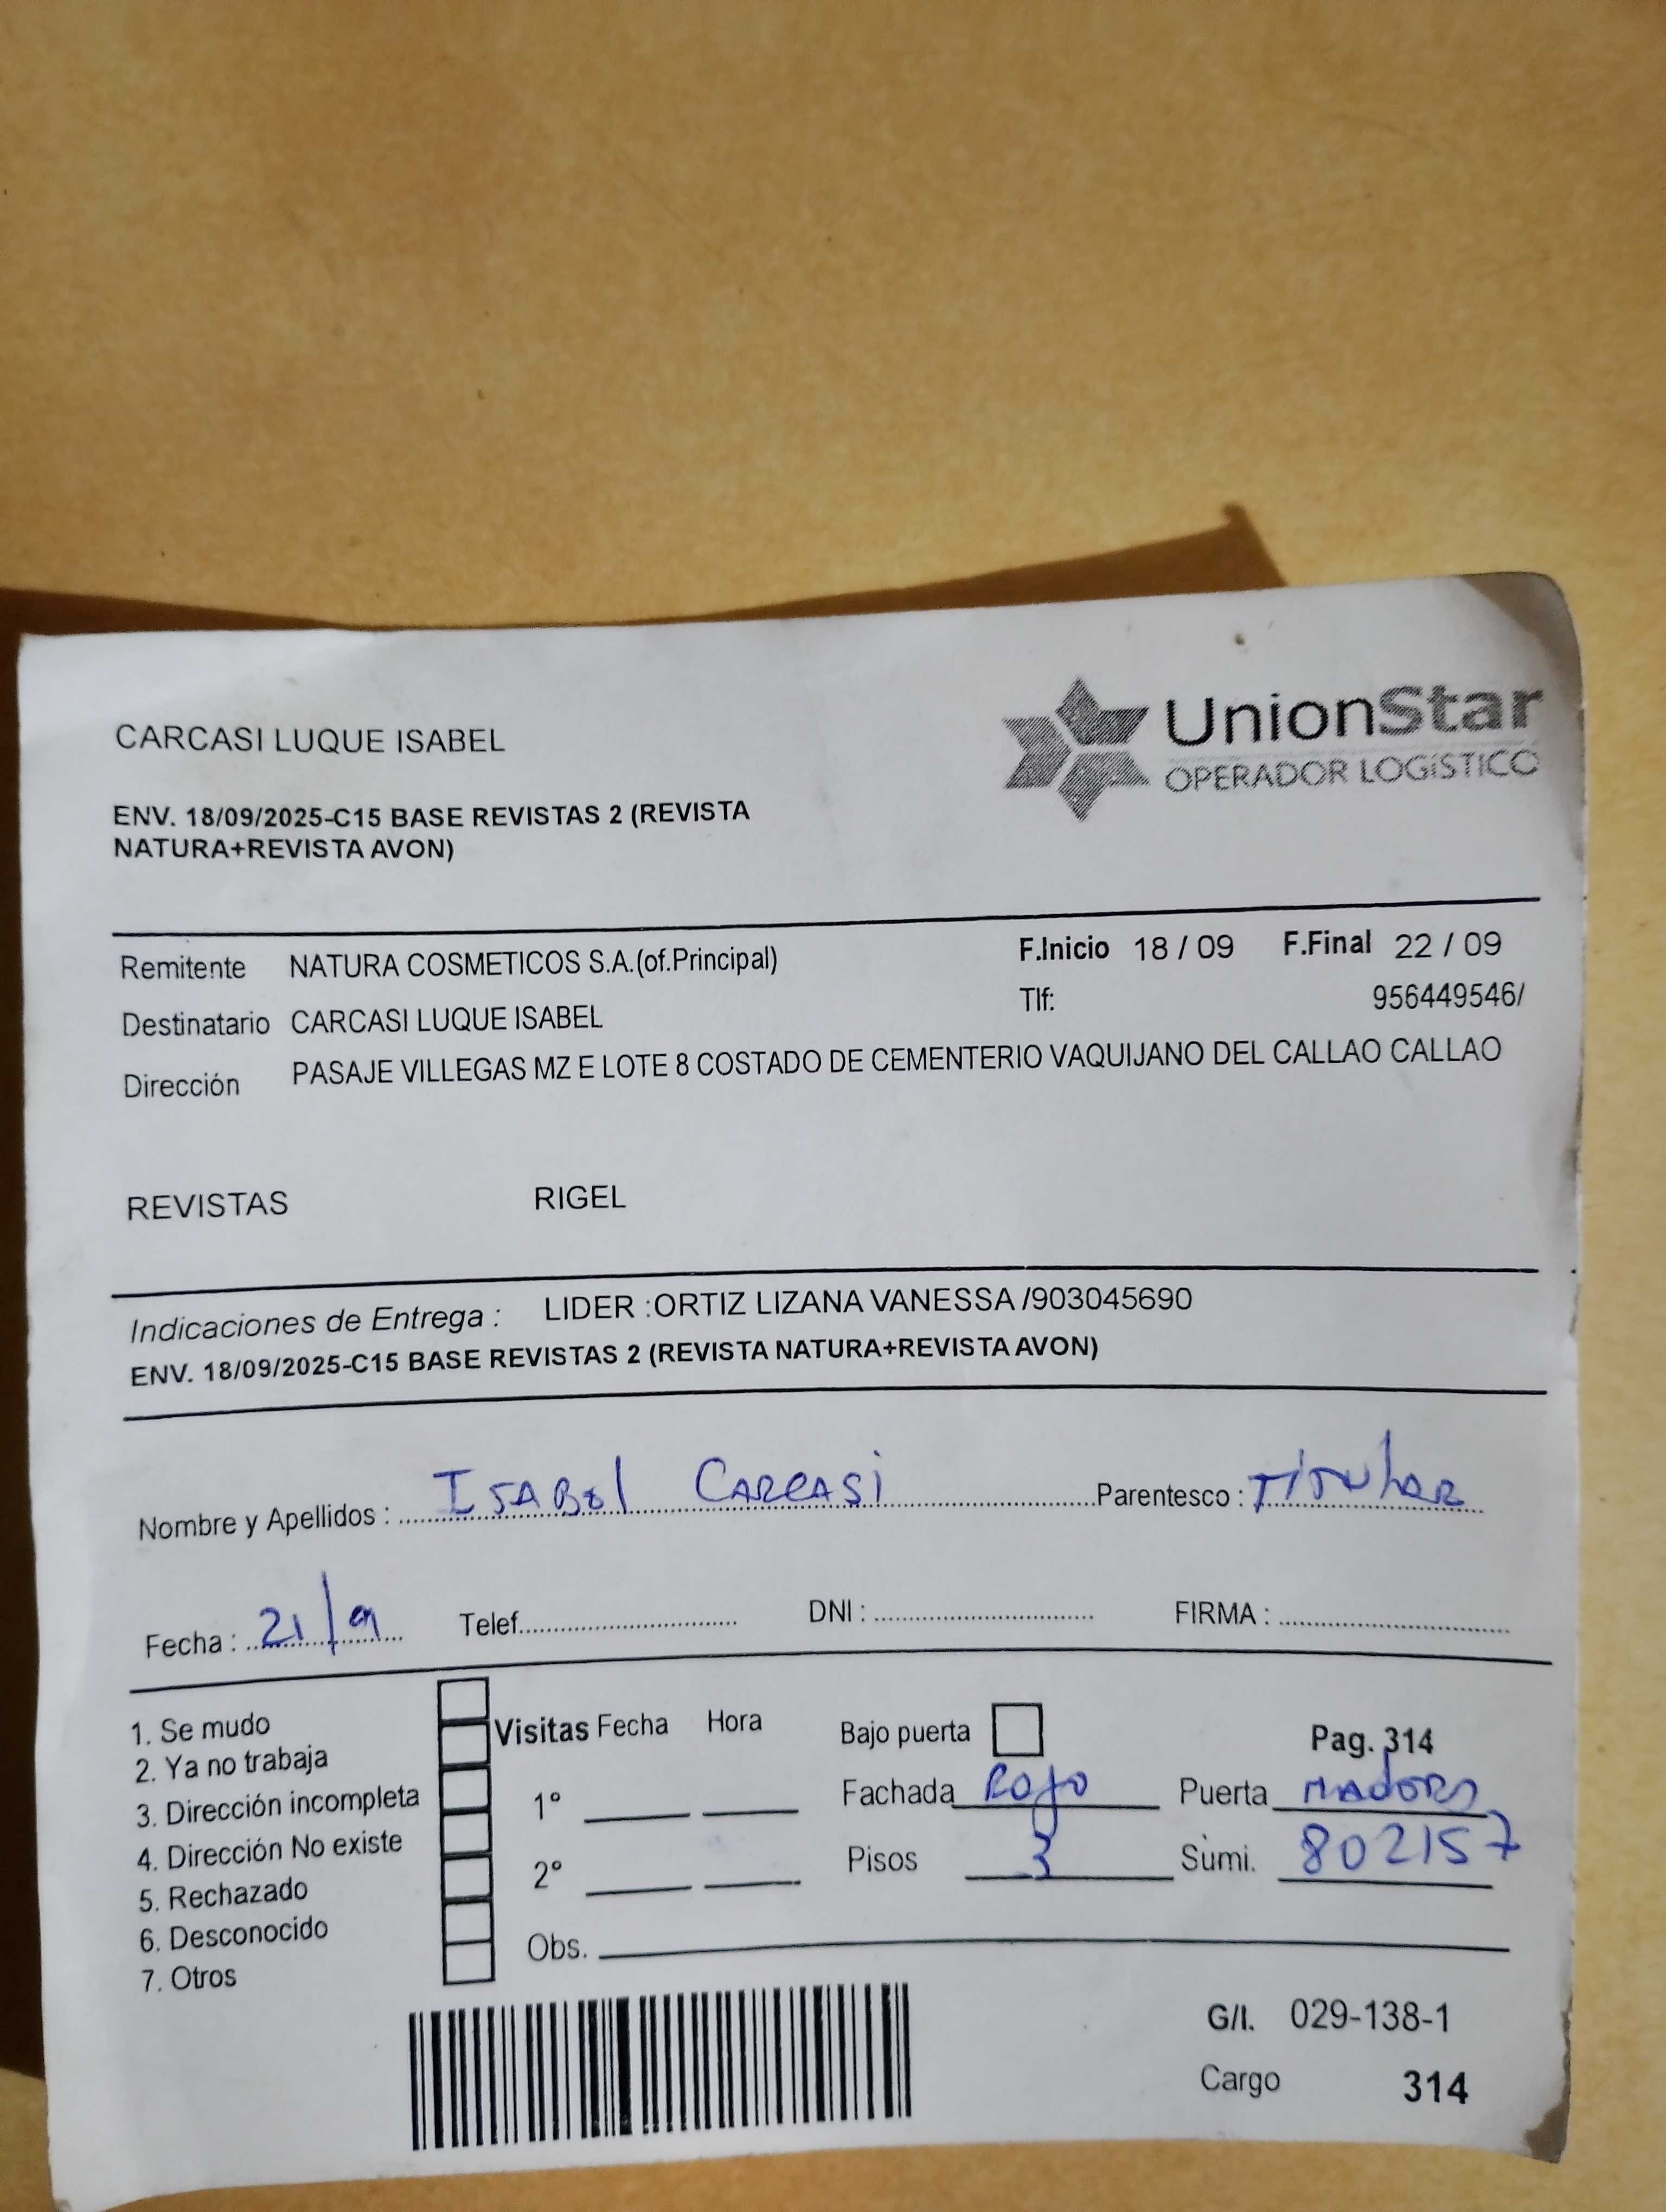 CARCASI LUQUE ISABEL
UnionStar
OPERADOR LOGíSTICO
ENV. 18/09/2025-C15 BASE REVISTAS 2 (REVISTA
NATURA+REVISTA AVON)
Remitente NATURA COSMETICOS S.A.(of.Principal) F.Inicio 18 / 09 F.Final 22 / 09
Destinatario CARCASI LUQUE ISABEL Tlf: 956449546/
Dirección PASAJE VILLEGAS MZ E LOTE 8 COSTADO DE CEMENTERIO VAQUIJANO DEL CALLAO CALLAO
REVISTAS RIGEL
Indicaciones de Entrega : LIDER :ORTIZ LIZANA VANESSA /903045690
ENV. 18/09/2025-C15 BASE REVISTAS 2 (REVISTA NATURA+REVISTA AVON)
Nombre y Apellidos : Isabel Carcasi Parentesco : Titular
Fecha : 21/9 Telef. DNI : FIRMA :
1. Se mudo
2. Ya no trabaja
3. Dirección incompleta
4. Dirección No existe
5. Rechazado
6. Desconocido
7. Otros
Visitas Fecha Hora
1°
2°
Bajo puerta Pag. 314
Fachada Rojo Puerta
Pisos 3 Sumi. 802157
Obs.
G/I. 029-138-1
Cargo 314